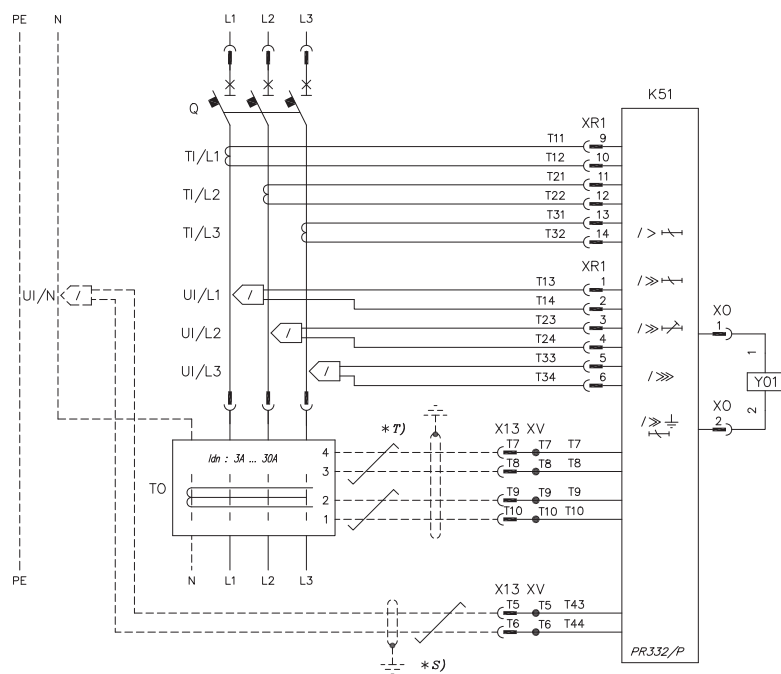 PE N L1 L2 L3
Q
K51
XR1
TI/L1 T11 9
T12 10
TI/L2 T21 11
T22 12
TI/L3 T31 13
T32 14
/ >
XR1
UI/N / UI/L1 / T13 1
T14 2
/ ≫
UI/L2 / T23 3
T24 4
/ ≫
UI/L3 / T33 5
T34 6
/ ⋙
/ ≫
XO
1
1
Y01
2
XO
2
*T)
X13 XV
Idn : 3A ... 30A
TO
4 T7 T7 T7
3 T8 T8 T8
2 T9 T9 T9
1 T10 T10 T10
PE N L1 L2 L3
X13 XV
T5 T5 T43
T6 T6 T44
*S)
PR332/P